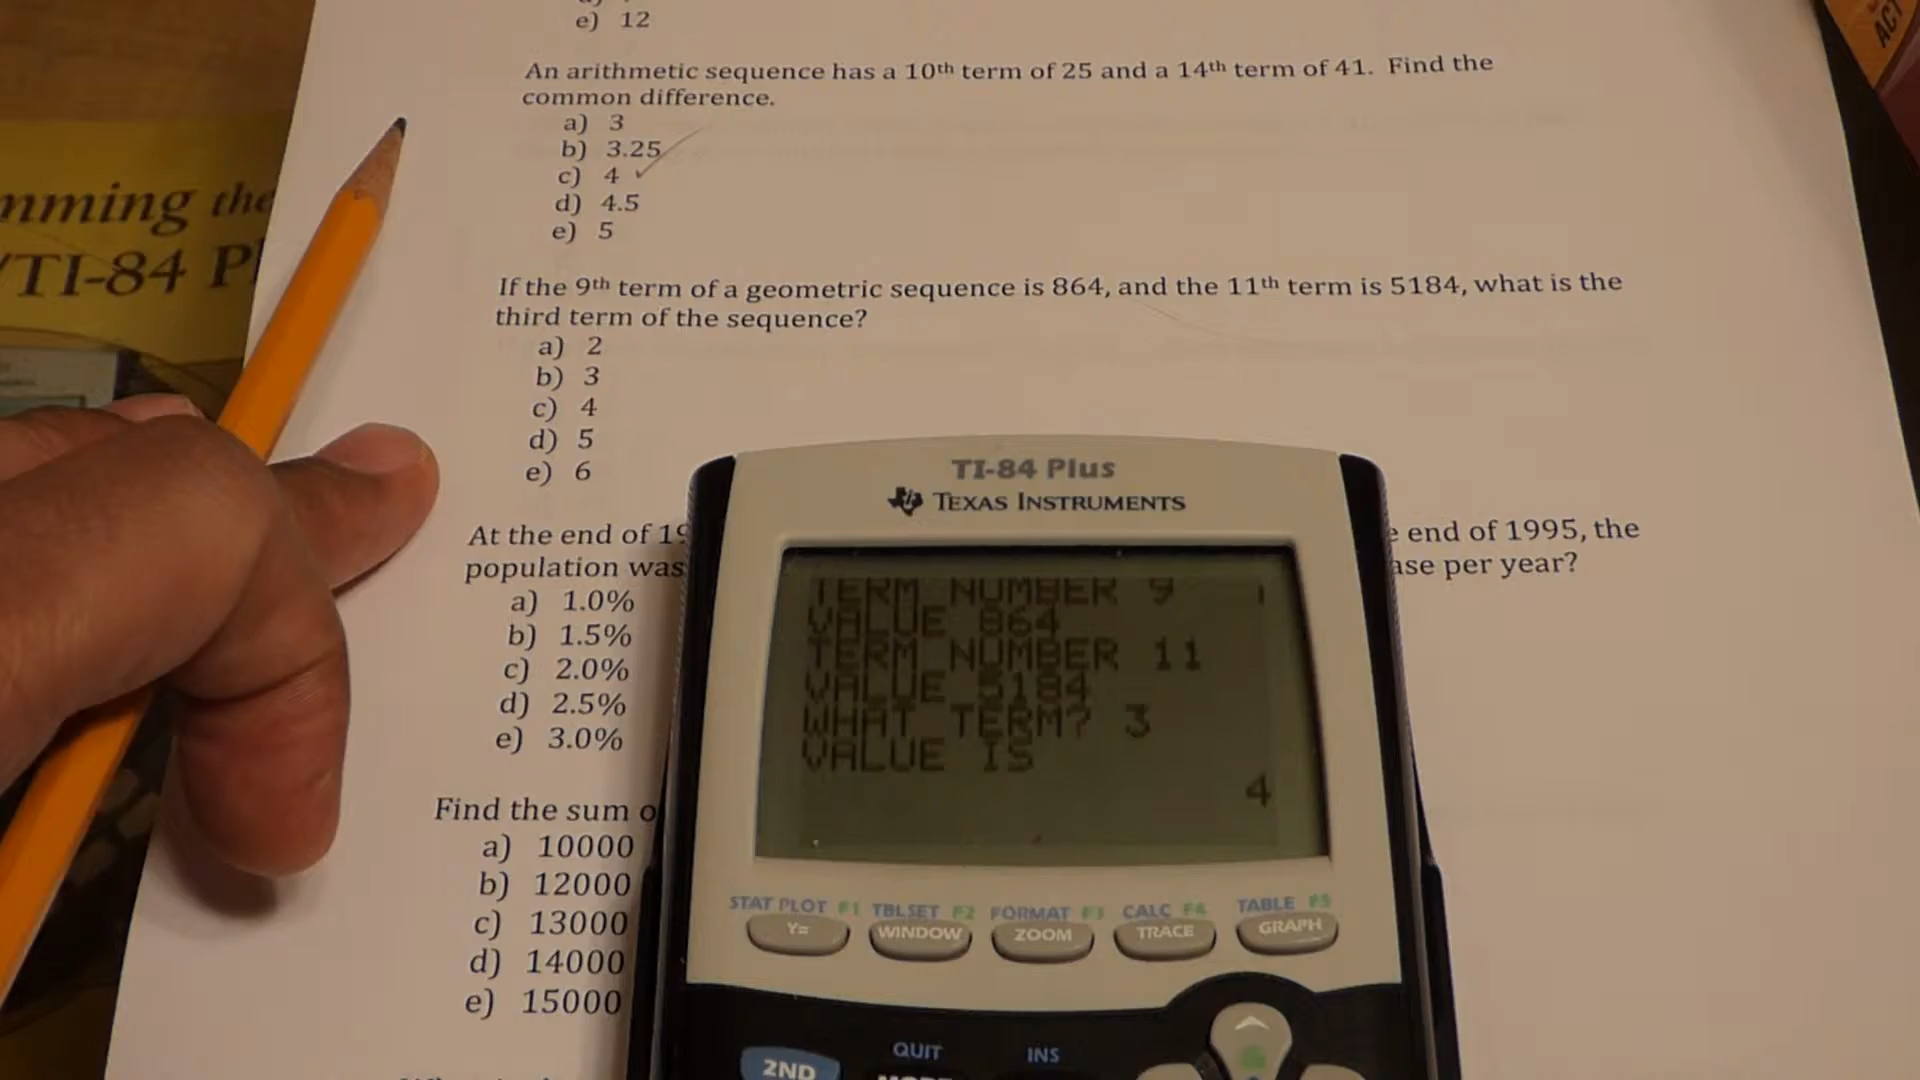 e) 12
An arithmetic sequence has a 10th term of 25 and a 14th term of 41. Find the
common difference.
a) 3
b) 3.25
c) 4
d) 4.5
e) 5
If the 9th term of a geometric sequence is 864, and the 11th term is 5184, what is the
third term of the sequence?
a) 2
b) 3
c) 4
d) 5
e) 6
At the end of
e end of 1995, the
population was
per year?
a) 1.0%
b) 1.5%
c) 2.0%
d) 2.5%
e) 3.0%
Find the sum o
a) 10000
b) 12000
c) 13000
d) 14000
e) 15000
mming the
/TI-84 Pl
ACT
TI-84 Plus
TEXAS INSTRUMENTS
TERM NUMBER 9
VALUE 864
TERM NUMBER 11
VALUE 5184
WHAT TERM? 3
VALUE IS
4
STAT PLOT F1 TBLSET F2 FORMAT F3 CALC F4 TABLE F5
Y= WINDOW ZOOM TRACE GRAPH
QUIT INS
2ND